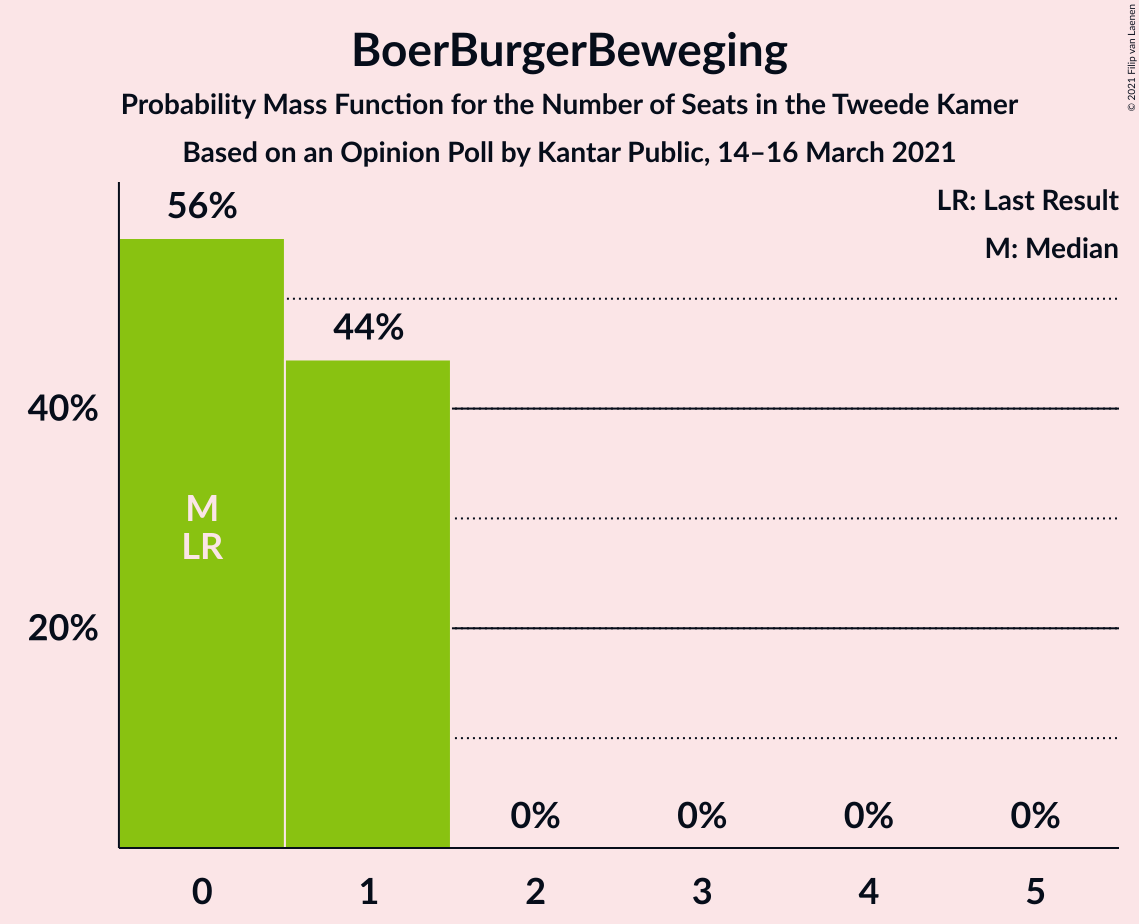 BoerBurgerBeweging
Probability Mass Function for the Number of Seats in the Tweede Kamer
Based on an Opinion Poll by Kantar Public, 14–16 March 2021
© 2021 Filip van Laenen
LR: Last Result
M: Median
56%
44%
40%
20%
M
LR
0%
0%
0%
0%
0
1
2
3
4
5